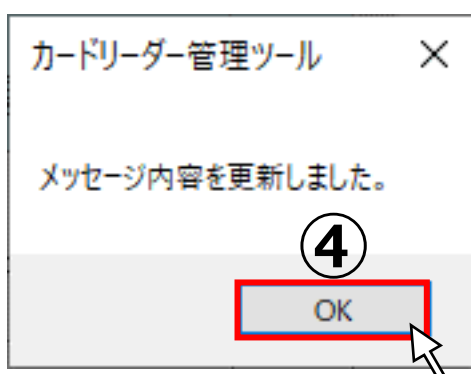 カードリーダー管理ツール
メッセージ内容を更新しました。
④
OK